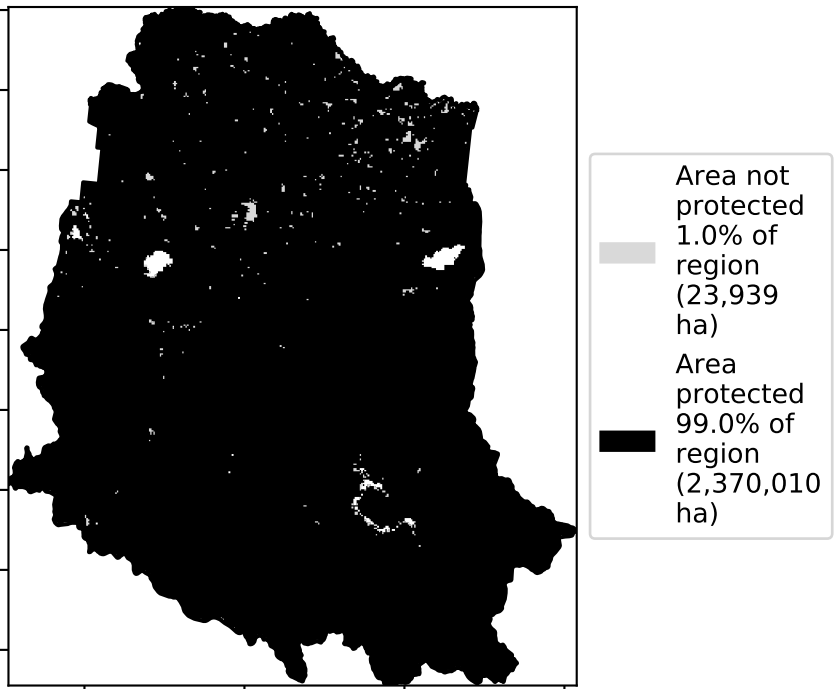 Area not
protected
1.0% of
region
(23,939
ha)
Area
protected
99.0% of
region
(2,370,010
ha)